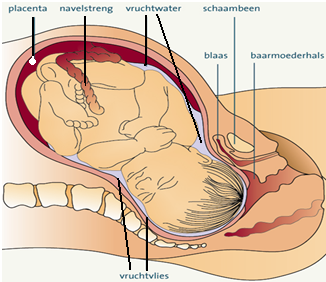 placenta navelstreng vruchtwater schaambeen
blaas baarmoederhals
vruchtvlies